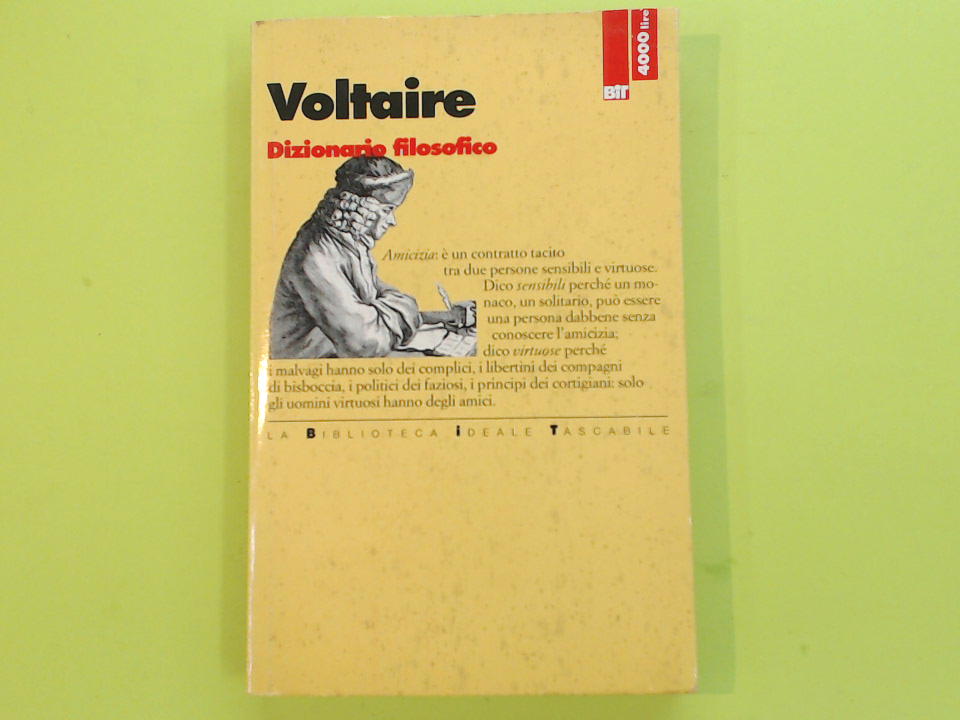 4000 lire
BiT
Voltaire
Dizionario filosofico
Amicizia: è un contratto tacito
tra due persone sensibili e virtuose.
Dico sensibili perché un mo-
naco, un solitario, può essere
una persona dabbene senza
conoscere l'amicizia;
dico virtuose perché
i malvagi hanno solo dei complici, i libertini dei compagni
di bisboccia, i politici dei faziosi, i principi dei cortigiani: solo
gli uomini virtuosi hanno degli amici.
LA BIBLIOTECA iDEALE TASCABILE